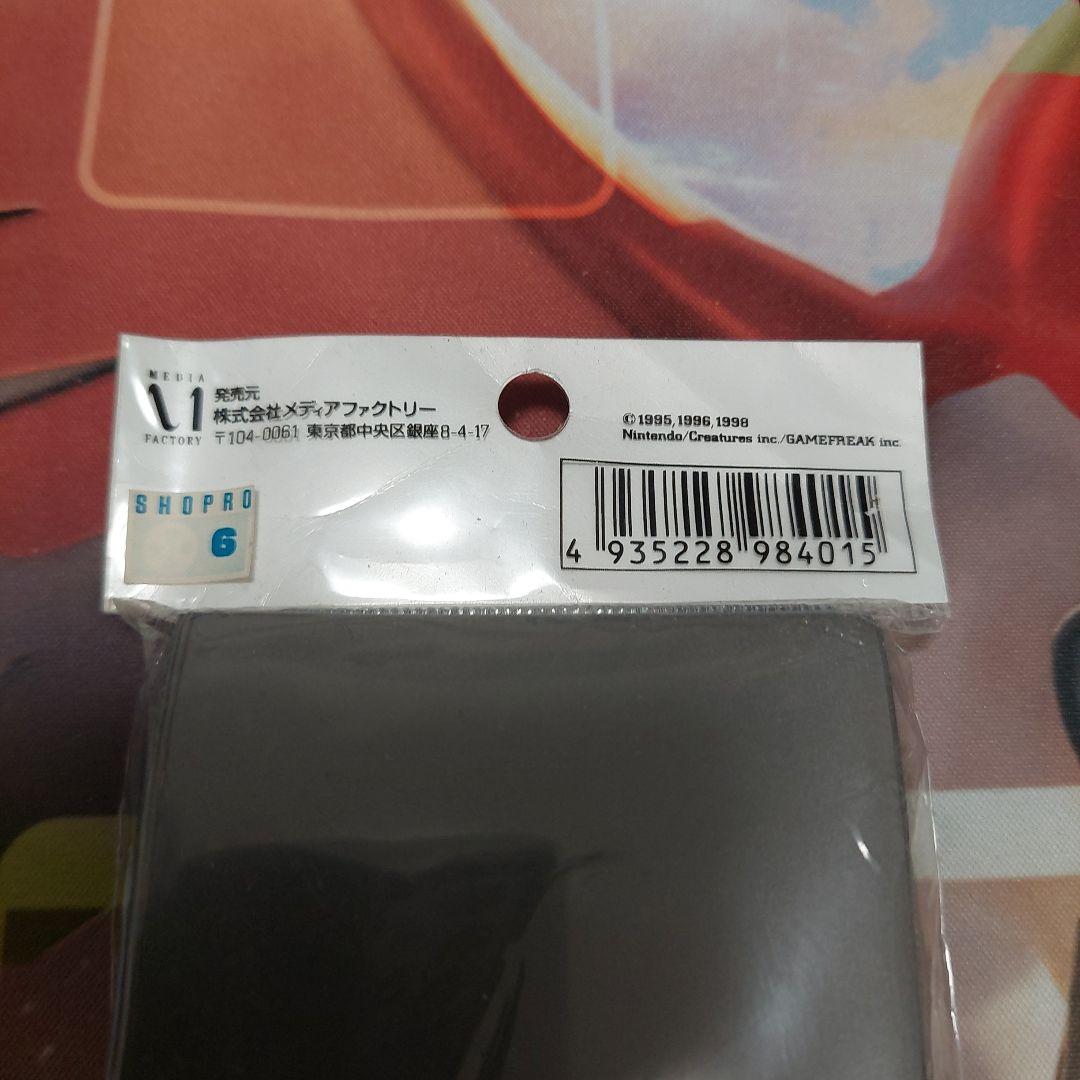 MEDIA
FACTORY
発売元
株式会社メディアファクトリー
〒104-0061 東京都中央区銀座8-4-17
SHOPRO
6
©1995,1996,1998
Nintendo/Creatures inc./GAMEFREAK inc.
4 935228 984015